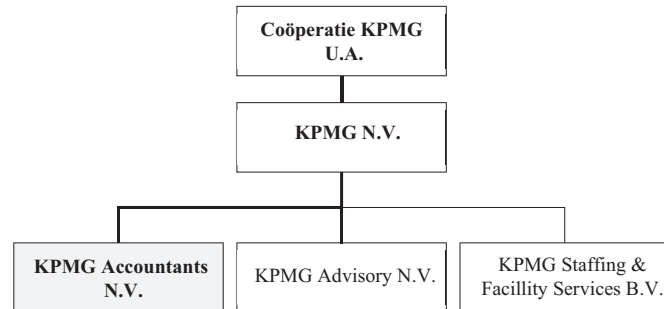 Coöperatie KPMG
U.A.
KPMG N.V.
KPMG Accountants
N.V.
KPMG Advisory N.V.
KPMG Staffing &
Facillity Services B.V.